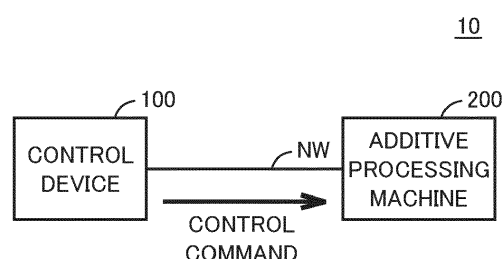 10
100
200
CONTROL
DEVICE
NW
ADDITIVE
PROCESSING
MACHINE
CONTROL
COMMAND